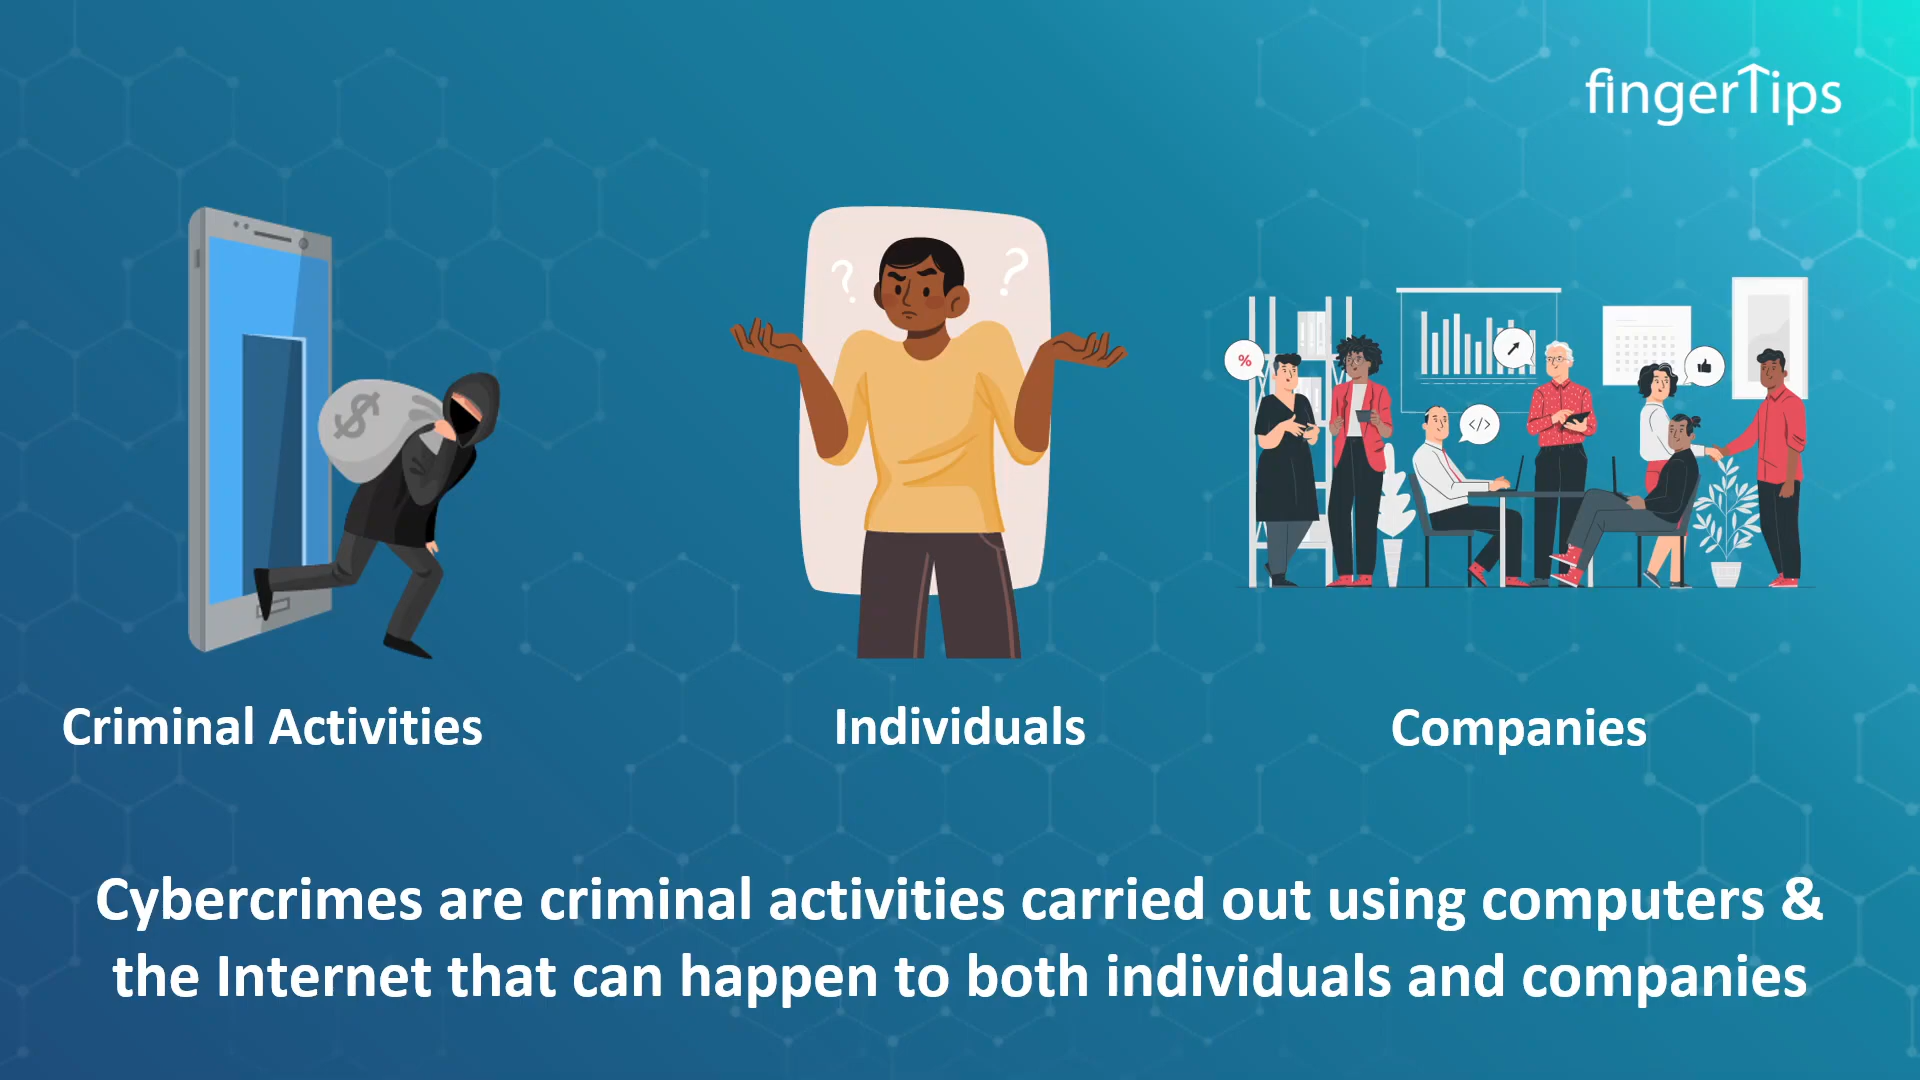 fingerTips
$
?
?
%
</>
Criminal Activities
Individuals
Companies
Cybercrimes are criminal activities carried out using computers &
the Internet that can happen to both individuals and companies